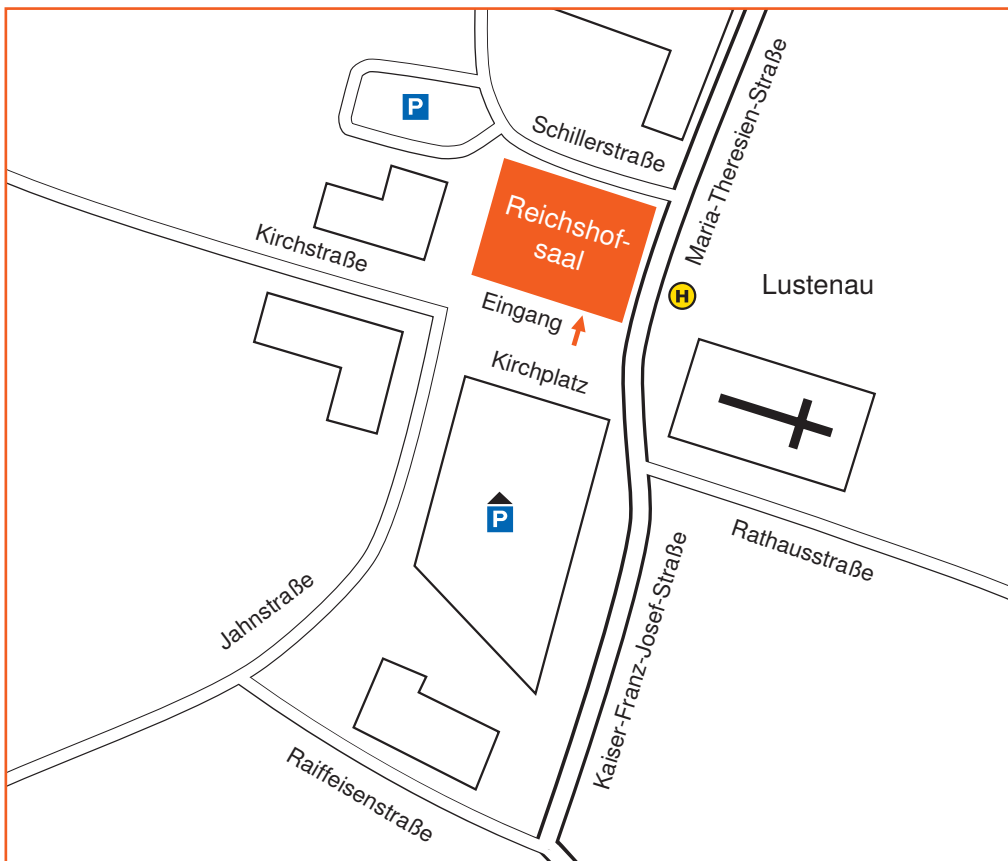 P
Schillerstraße
Maria-Theresien-Straße
Reichshof-
saal
Kirchstraße
H
Lustenau
Eingang
Kirchplatz
P
Rathausstraße
Jahnstraße
Kaiser-Franz-Josef-Straße
Raiffeisenstraße